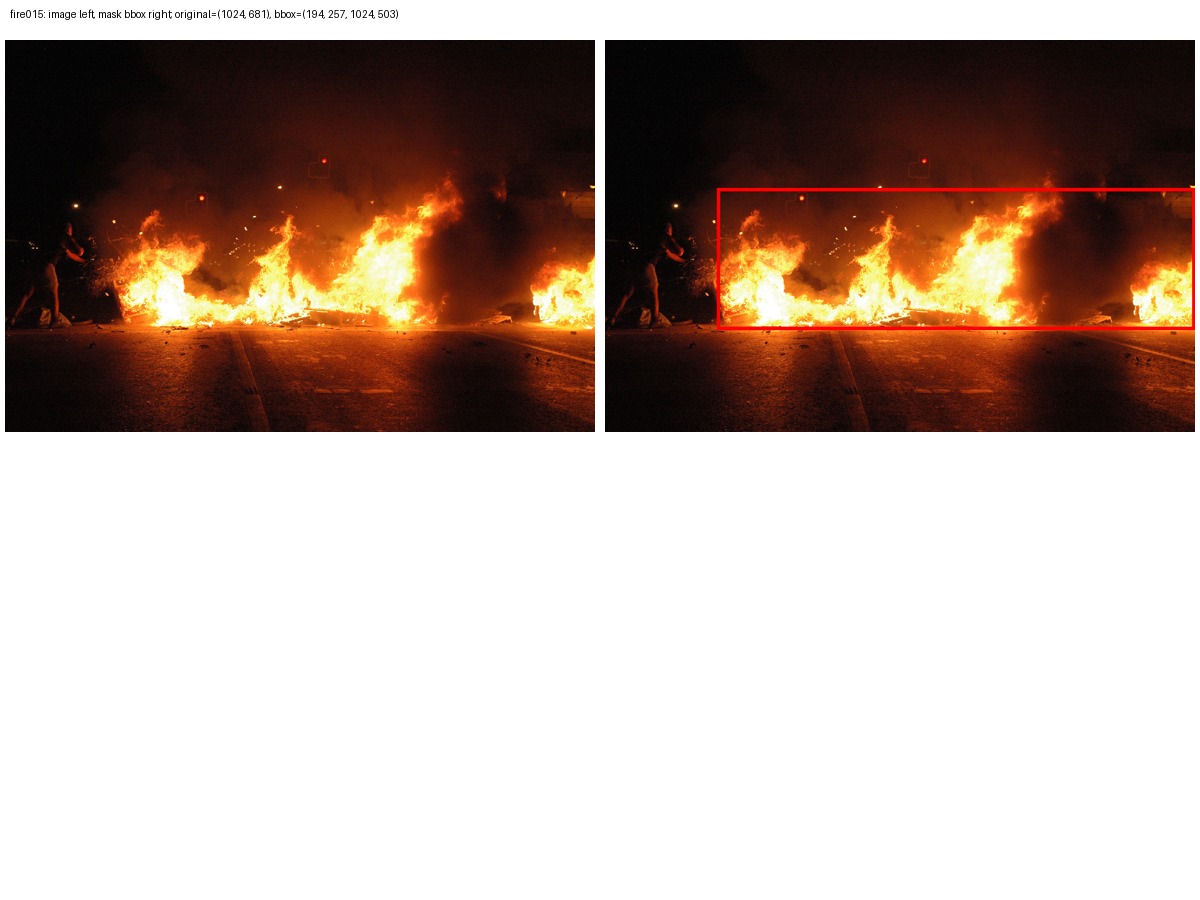 fire015: image left, mask bbox right; original=(1024, 681), bbox=(194, 257, 1024, 503)